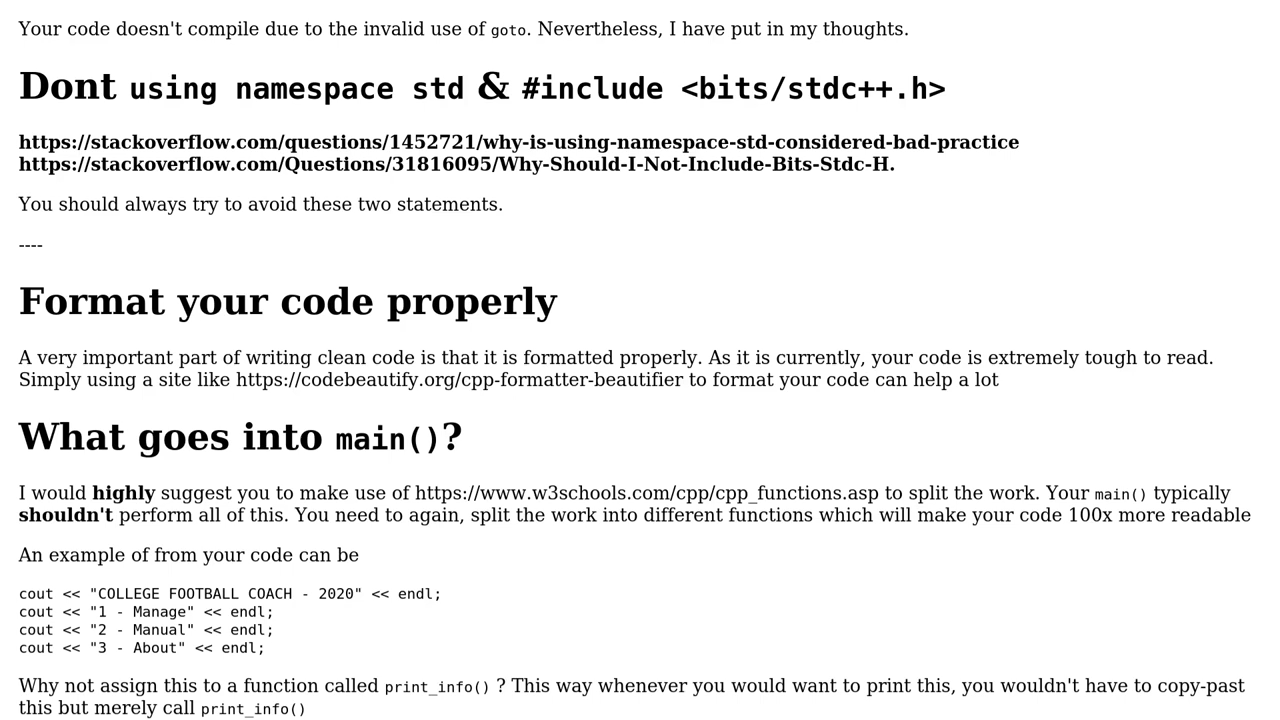 Your code doesn't compile due to the invalid use of goto. Nevertheless, I have put in my thoughts.
Dont using namespace std & #include <bits/stdc++.h>
https://stackoverflow.com/questions/1452721/why-is-using-namespace-std-considered-bad-practice
https://stackoverflow.com/Questions/31816095/Why-Should-I-Not-Include-Bits-Stdc-H.
You should always try to avoid these two statements.
----
Format your code properly
A very important part of writing clean code is that it is formatted properly. As it is currently, your code is extremely tough to read.
Simply using a site like https://codebeautify.org/cpp-formatter-beautifier to format your code can help a lot
What goes into main()?
I would highly suggest you to make use of https://www.w3schools.com/cpp/cpp_functions.asp to split the work. Your main() typically
shouldn't perform all of this. You need to again, split the work into different functions which will make your code 100x more readable
An example of from your code can be
cout << "COLLEGE FOOTBALL COACH - 2020" << endl;
cout << "1 - Manage" << endl;
cout << "2 - Manual" << endl;
cout << "3 - About" << endl;
Why not assign this to a function called print_info() ? This way whenever you would want to print this, you wouldn't have to copy-past
this but merely call print_info()